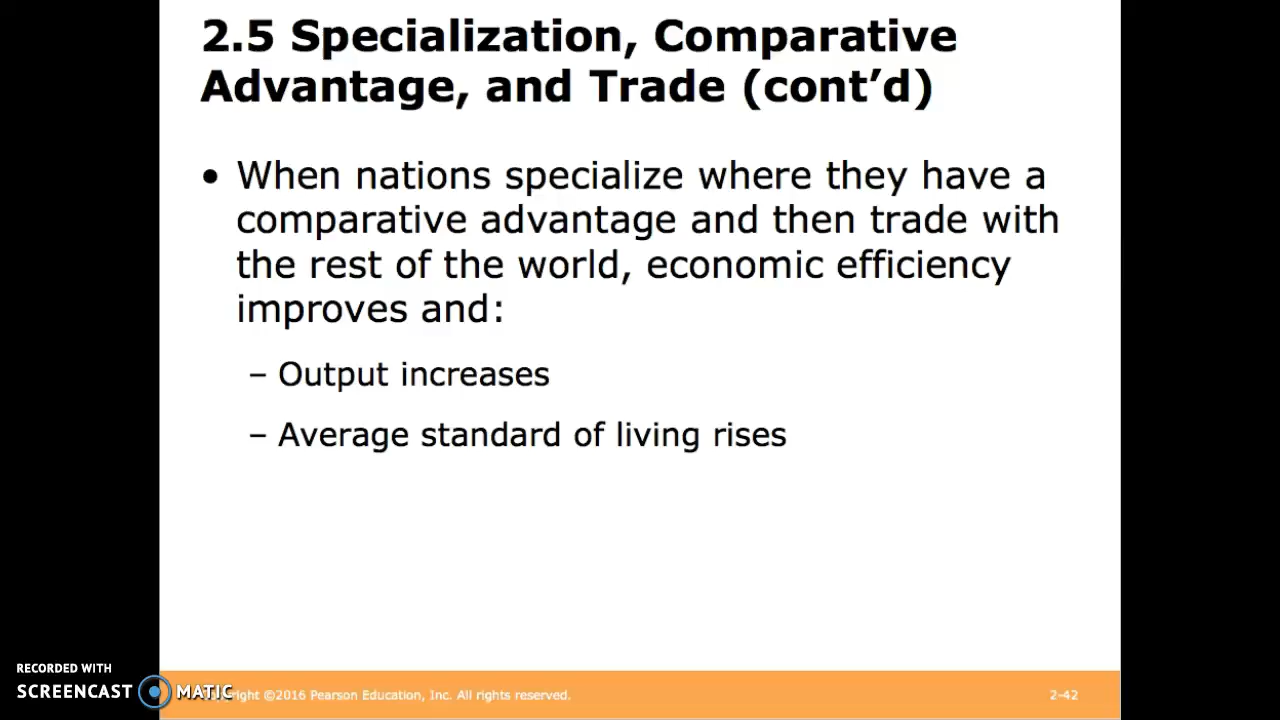 2.5 Specialization, Comparative
Advantage, and Trade (cont’d)
• When nations specialize where they have a
comparative advantage and then trade with
the rest of the world, economic efficiency
improves and:
– Output increases
– Average standard of living rises
RECORDED WITH
SCREENCAST MATIC
©2016 Pearson Education, Inc. All rights reserved.
2-42